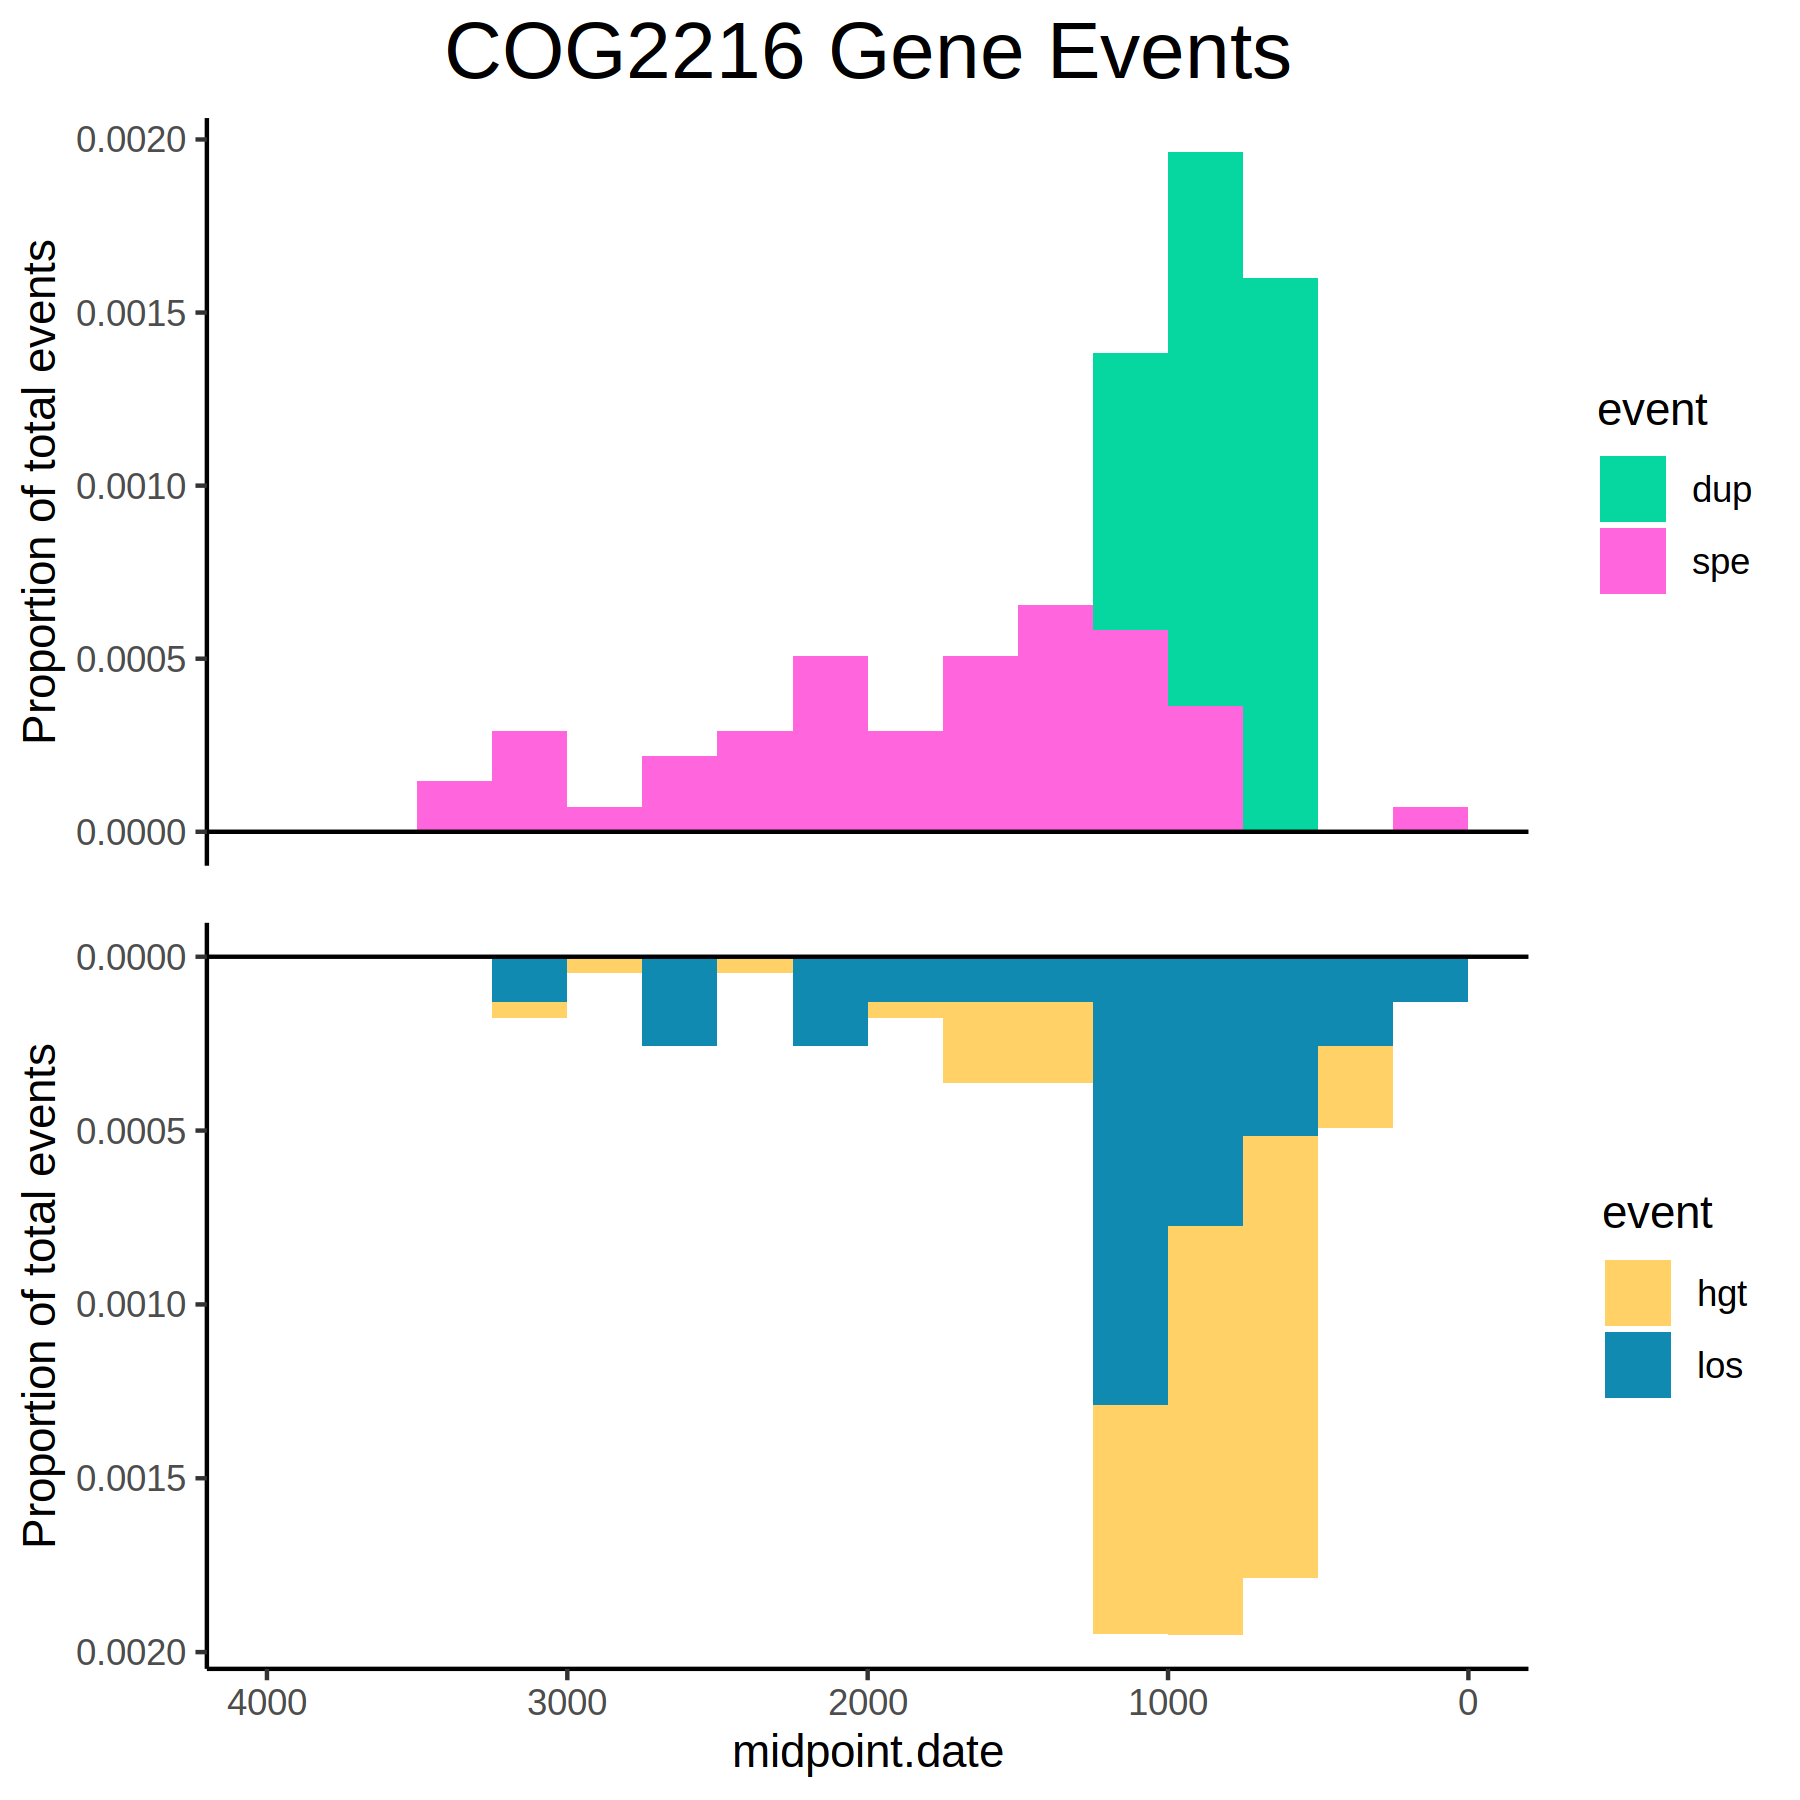 COG2216 Gene Events
Proportion of total events
0.0020
0.0015
0.0010
0.0005
0.0000
event
dup
spe
Proportion of total events
0.0000
0.0005
0.0010
0.0015
0.0020
event
hgt
los
4000 3000 2000 1000 0
midpoint.date